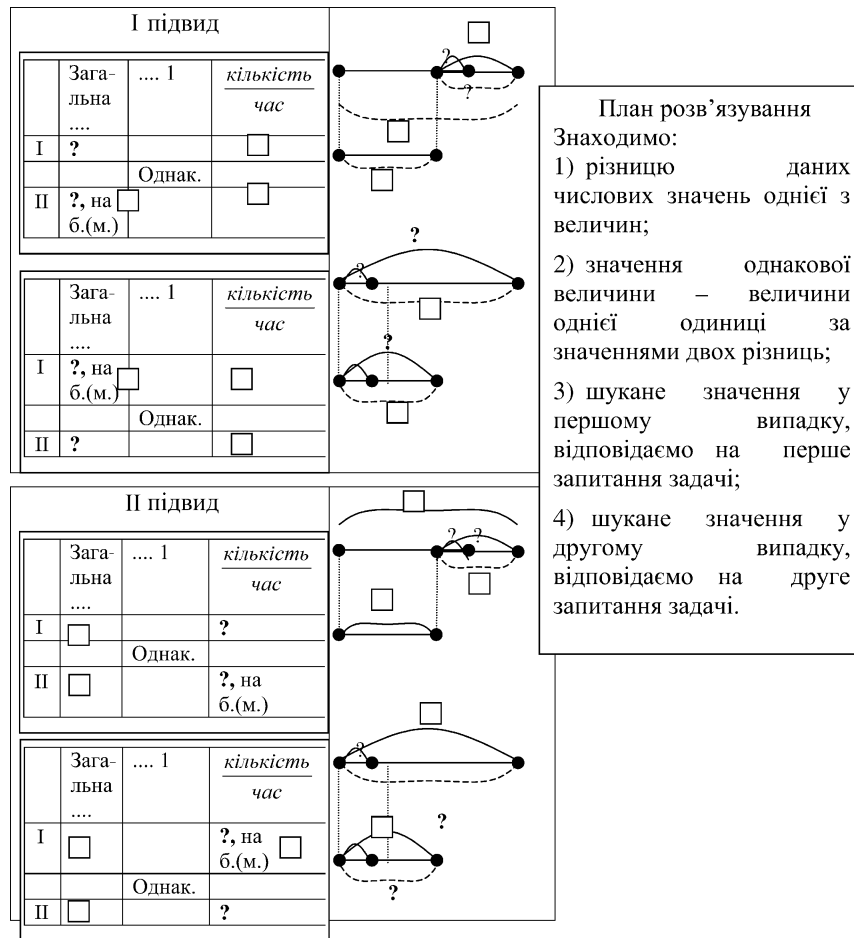 І підвид
Зага-
льна
....
.... 1
кількість
час
І
?
Однак.
ІІ
?, на
б.(м.)
?
?
Зага-
льна
....
.... 1
кількість
час
І
?, на
б.(м.)
Однак.
ІІ
?
?
?
?
ІІ підвид
Зага-
льна
....
.... 1
кількість
час
І
?
Однак.
ІІ
?, на
б.(м.)
? ?
Зага-
льна
....
.... 1
кількість
час
І
?, на
б.(м.)
Однак.
ІІ
?
?
?
?
План розв’язування
Знаходимо:
1) різницю даних
числових значень однієї з
величин;
2) значення однакової
величини – величини
однієї одиниці за
значеннями двох різниць;
3) шукане значення у
першому випадку,
відповідаємо на перше
запитання задачі;
4) шукане значення у
другому випадку,
відповідаємо на друге
запитання задачі.